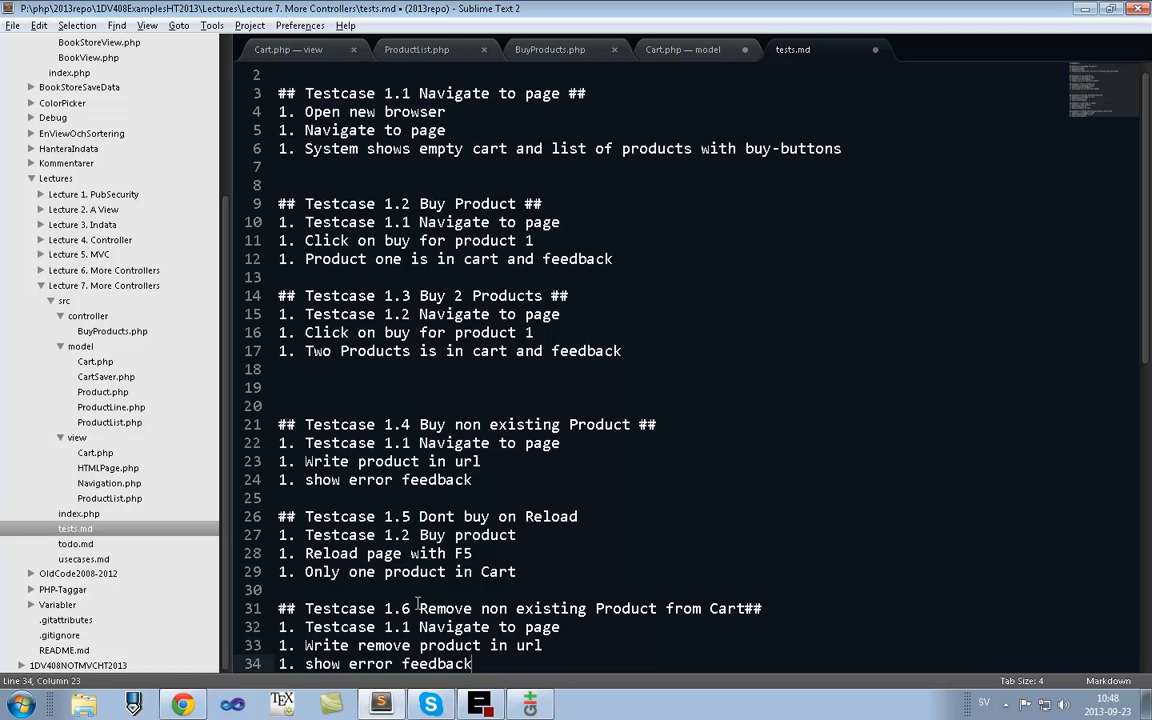 P:\php\2013repo\1DV408ExamplesHT2013\Lectures\Lecture 7. More Controllers\tests.md • (2013repo) - Sublime Text 2
File Edit Selection Find View Goto Tools Project Preferences Help
BookStoreView.php
BookView.php
index.php
BookStoreSaveData
ColorPicker
Debug
EnViewOchSortering
HanteraIndata
Kommentarer
Lectures
Lecture 1. PubSecurity
Lecture 2. A View
Lecture 3. Indata
Lecture 4. Controller
Lecture 5. MVC
Lecture 6. More Controllers
Lecture 7. More Controllers
src
controller
BuyProducts.php
model
Cart.php
CartSaver.php
Product.php
ProductLine.php
ProductList.php
view
Cart.php
HTMLPage.php
Navigation.php
ProductList.php
index.php
tests.md
todo.md
usecases.md
OldCode2008-2012
PHP-Taggar
Variabler
.gitattributes
.gitignore
README.md
1DV408NOTMVCHT2013
Cart.php — view ProductList.php BuyProducts.php Cart.php — model tests.md
2
3 ## Testcase 1.1 Navigate to page ##
4 1. Open new browser
5 1. Navigate to page
6 1. System shows empty cart and list of products with buy-buttons
7
8
9 ## Testcase 1.2 Buy Product ##
10 1. Testcase 1.1 Navigate to page
11 1. Click on buy for product 1
12 1. Product one is in cart and feedback
13
14 ## Testcase 1.3 Buy 2 Products ##
15 1. Testcase 1.2 Navigate to page
16 1. Click on buy for product 1
17 1. Two Products is in cart and feedback
18
19
20
21 ## Testcase 1.4 Buy non existing Product ##
22 1. Testcase 1.1 Navigate to page
23 1. Write product in url
24 1. show error feedback
25
26 ## Testcase 1.5 Dont buy on Reload
27 1. Testcase 1.2 Buy product
28 1. Reload page with F5
29 1. Only one product in Cart
30
31 ## Testcase 1.6 Remove non existing Product from Cart##
32 1. Testcase 1.1 Navigate to page
33 1. Write remove product in url
34 1. show error feedback
Line 34, Column 23 Tab Size: 4 Markdown
SV
10:48
2013-09-23